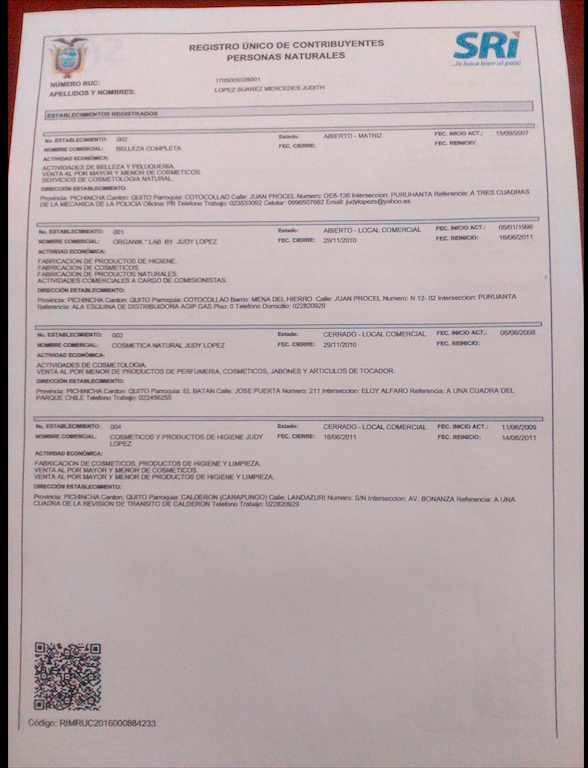 REGISTRO ÚNICO DE CONTRIBUYENTES
PERSONAS NATURALES
SRi
...le hace bien al país!
NÚMERO RUC: 1705005328001
APELLIDOS Y NOMBRES: LOPEZ SUAREZ MERCEDES JUDITH
ESTABLECIMIENTOS REGISTRADOS
No. ESTABLECIMIENTO: 002 Estado: ABIERTO - MATRIZ FEC. INICIO ACT.: 15/09/2007
NOMBRE COMERCIAL: BELLEZA COMPLETA FEC. CIERRE: FEC. REINICIO:
ACTIVIDAD ECONÓMICA:
ACTIVIDADES DE BELLEZA Y PELUQUERIA.
VENTA AL POR MAYOR Y MENOR DE COSMETICOS.
SERVICIOS DE COSMETOLOGIA NATURAL.
DIRECCIÓN ESTABLECIMIENTO:
Provincia: PICHINCHA Canton: QUITO Parroquia: COTOCOLLAO Calle: JUAN PROCEL Numero: OE8-136 Interseccion: PURUHANTA Referencia: A TRES CUADRAS
DE LA MECANICA DE LA POLICIA Oficina: PB Telefono Trabajo: 023533092 Celular: 0996507662 Email: judylopezs@yahoo.es
No. ESTABLECIMIENTO: 001 Estado: ABIERTO - LOCAL COMERCIAL FEC. INICIO ACT.: 05/01/1996
NOMBRE COMERCIAL: ORGANIK " LAB BY JUDY LOPEZ FEC. CIERRE: 29/11/2010 FEC. REINICIO: 16/06/2011
ACTIVIDAD ECONÓMICA:
FABRICACION DE PRODUCTOS DE HIGIENE.
FABRICACION DE COSMETICOS.
FABRICACION DE PRODUCTOS NATURALES.
ACTIVIDADES COMERCIALES A CARGO DE COMISIONISTAS.
DIRECCIÓN ESTABLECIMIENTO:
Provincia: PICHINCHA Canton: QUITO Parroquia: COTOCOLLAO Barrio: MENA DEL HIERRO Calle: JUAN PROCEL Numero: N 12- 02 Interseccion: PURUANTA
Referencia: ALA ESQUINA DE DISTRIBUIDORA AGIP GAS Piso: 0 Telefono Domicilio: 022820929
No. ESTABLECIMIENTO: 003 Estado: CERRADO - LOCAL COMERCIAL FEC. INICIO ACT.: 05/06/2008
NOMBRE COMERCIAL: COSMETICA NATURAL JUDY LOPEZ FEC. CIERRE: 29/11/2010 FEC. REINICIO:
ACTIVIDAD ECONÓMICA:
ACTIVIDADES DE COSMETOLOGIA.
VENTA AL POR MENOR DE PRODUCTOS DE PERFUMERIA, COSMETICOS, JABONES Y ARTICULOS DE TOCADOR.
DIRECCIÓN ESTABLECIMIENTO:
Provincia: PICHINCHA Canton: QUITO Parroquia: EL BATAN Calle: JOSE PUERTA Numero: 211 Interseccion: ELOY ALFARO Referencia: A UNA CUADRA DEL
PARQUE CHILE Telefono Trabajo: 022456255
No. ESTABLECIMIENTO: 004 Estado: CERRADO - LOCAL COMERCIAL FEC. INICIO ACT.: 11/06/2009
NOMBRE COMERCIAL: COSMETICOS Y PRODUCTOS DE HIGIENE JUDY LOPEZ FEC. CIERRE: 16/06/2011 FEC. REINICIO: 14/06/2011
ACTIVIDAD ECONÓMICA:
FABRICACION DE COSMETICOS, PRODUCTOS DE HIGIENE Y LIMPIEZA.
VENTA AL POR MAYOR Y MENOR DE COSMETICOS.
VENTA AL POR MAYOR Y MENOR DE PRODUCTOS DE HIGIENE Y LIMPIEZA.
DIRECCIÓN ESTABLECIMIENTO:
Provincia: PICHINCHA Canton: QUITO Parroquia: CALDERON (CARAPUNGO) Calle: LANDAZURI Numero: S/N Interseccion: AV. BONANZA Referencia: A UNA
CUADRA DE LA REVISION DE TRANSITO DE CALDERON Telefono Trabajo: 022820929
Código: RIMRUC2016000884233